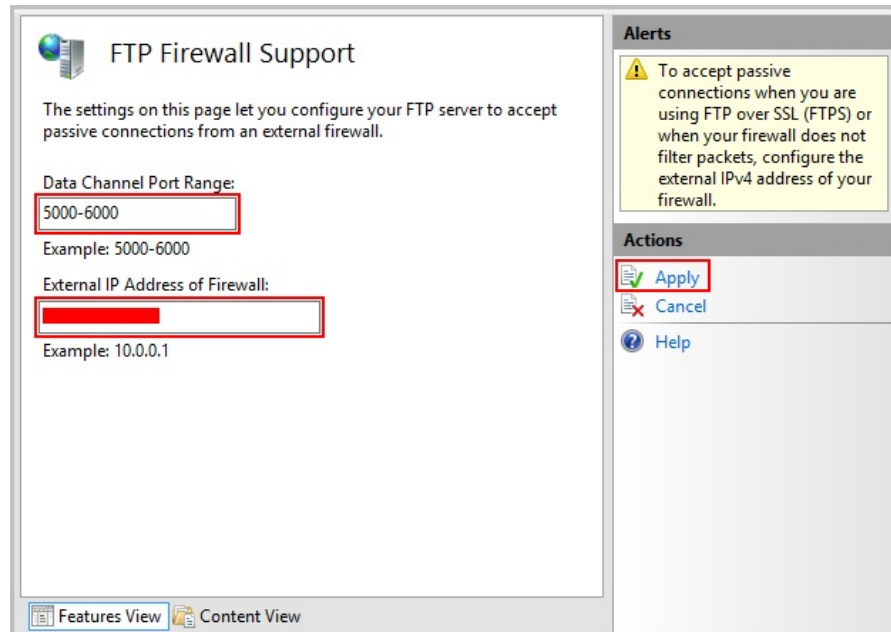 FTP Firewall Support
The settings on this page let you configure your FTP server to accept
passive connections from an external firewall.
Data Channel Port Range:
5000-6000
Example: 5000-6000
External IP Address of Firewall:
Example: 10.0.0.1
Features View
Content View
Alerts
To accept passive
connections when you are
using FTP over SSL (FTPS) or
when your firewall does not
filter packets, configure the
external IPv4 address of your
firewall.
Actions
Apply
Cancel
Help